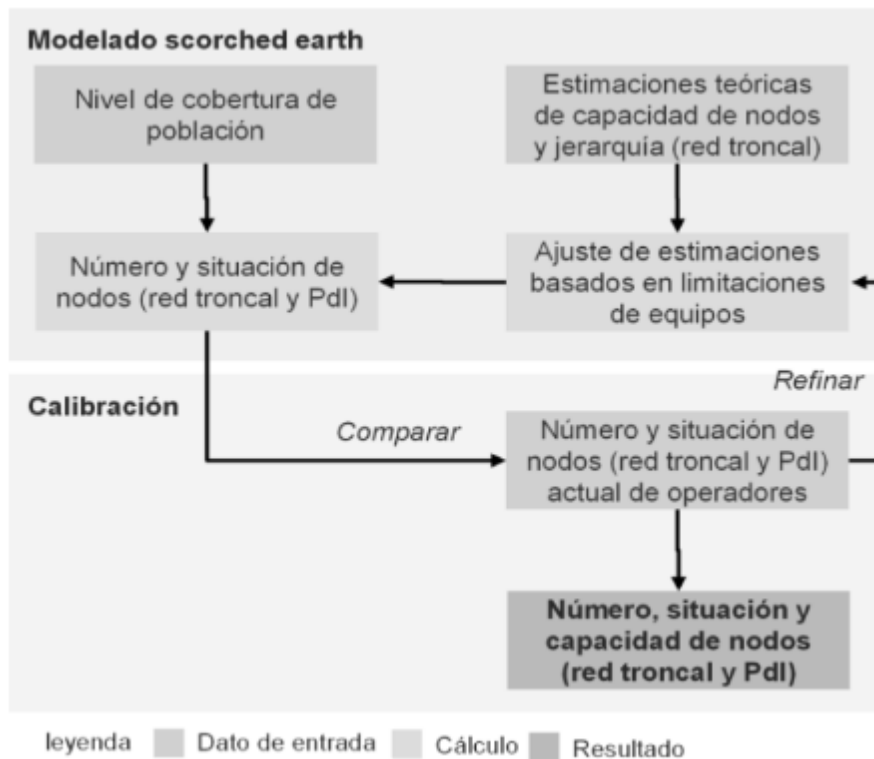 Modelado scorched earth
Nivel de cobertura de
población
Estimaciones teóricas
de capacidad de nodos
y jerarquía (red troncal)
Número y situación de
nodos (red troncal y PdI)
Ajuste de estimaciones
basados en limitaciones
de equipos
Refinar
Calibración
Comparar
Número y situación de
nodos (red troncal y PdI)
actual de operadores
Número, situación y
capacidad de nodos
(red troncal y PdI)
leyenda
Dato de entrada
Cálculo
Resultado